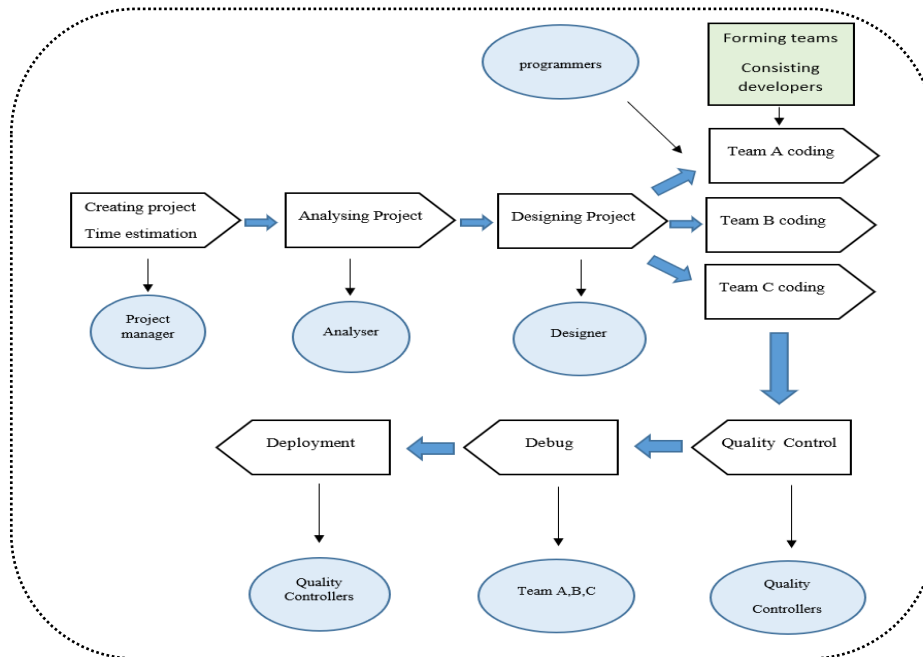 programmers
Forming teams
Consisting
developers
Team A coding
Creating project
Time estimation
Analysing Project
Designing Project
Team B coding
Team C coding
Project
manager
Analyser
Designer
Deployment
Debug
Quality Control
Quality
Controllers
Team A,B,C
Quality
Controllers